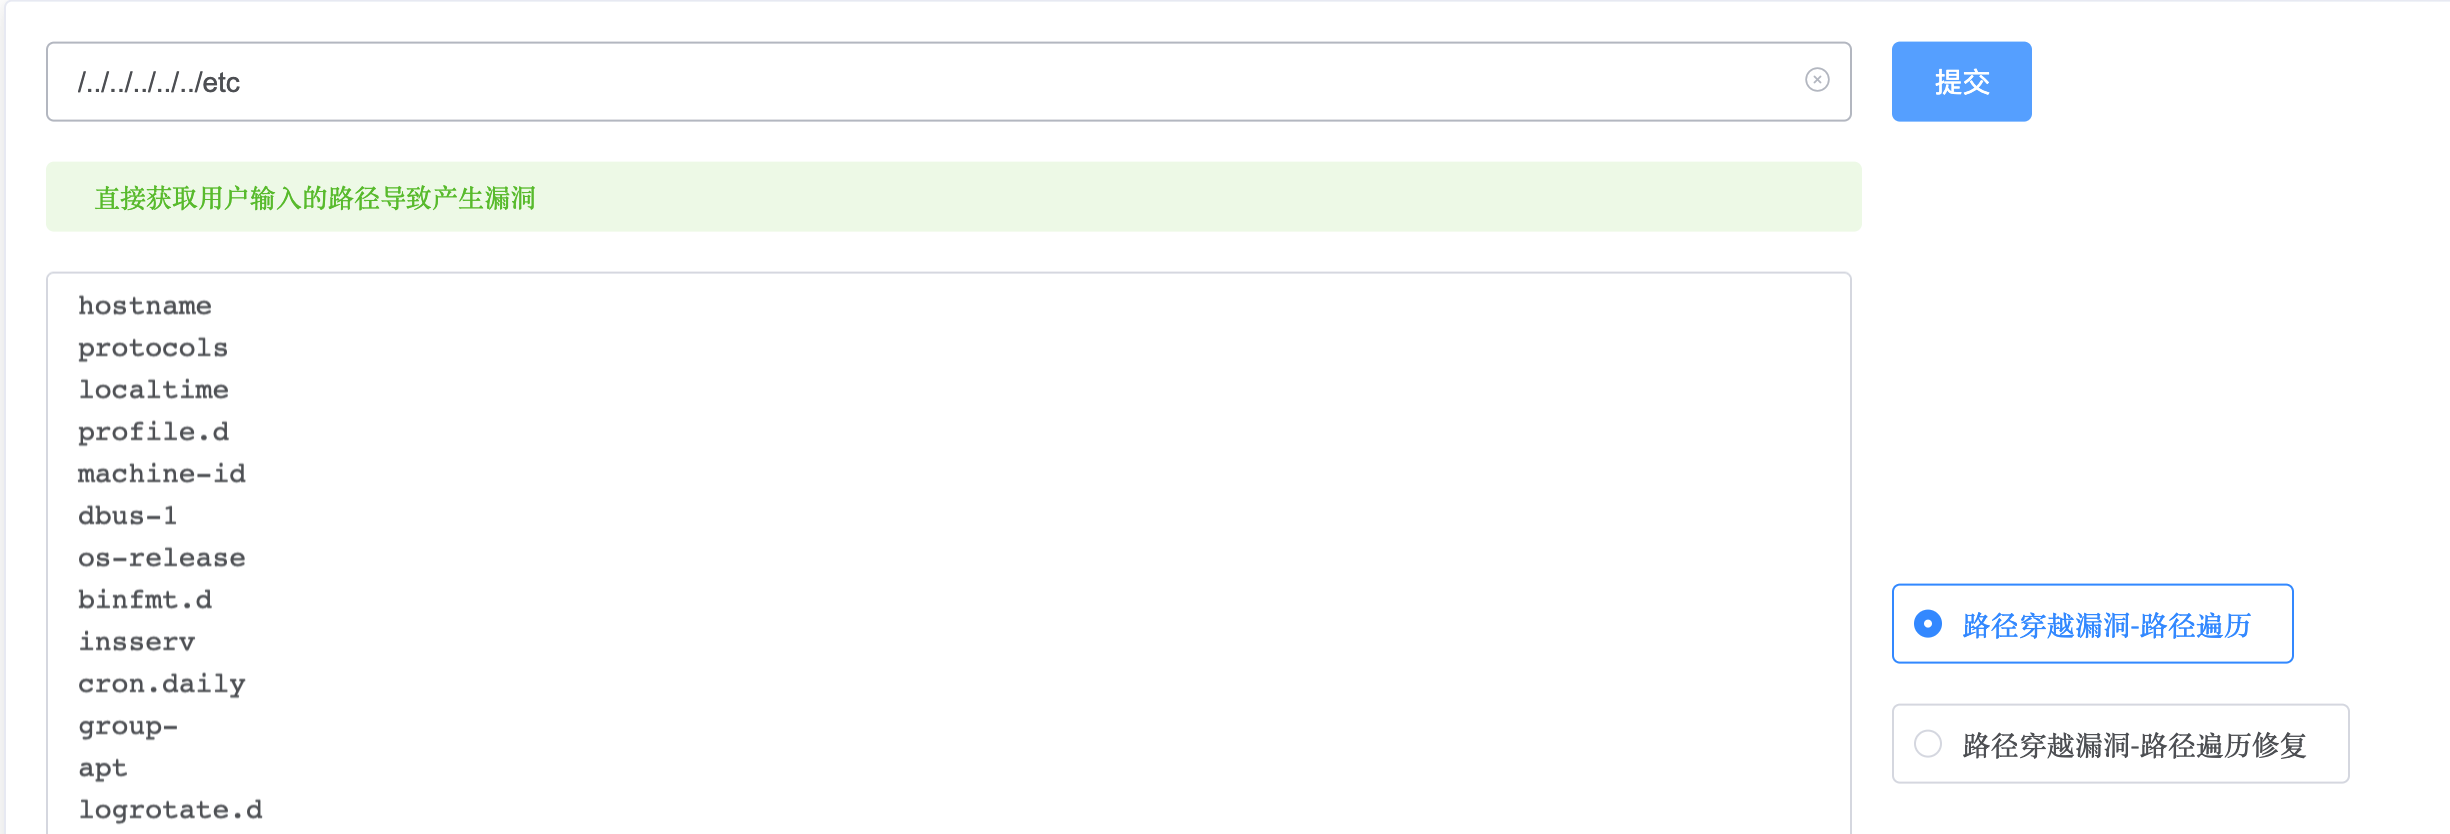 /../../../../../etc
提交
直接获取用户输入的路径导致产生漏洞
hostname
protocols
localtime
profile.d
machine-id
dbus-1
os-release
binfmt.d
insserv
cron.daily
group-
apt
logrotate.d
路径穿越漏洞-路径遍历
路径穿越漏洞-路径遍历修复